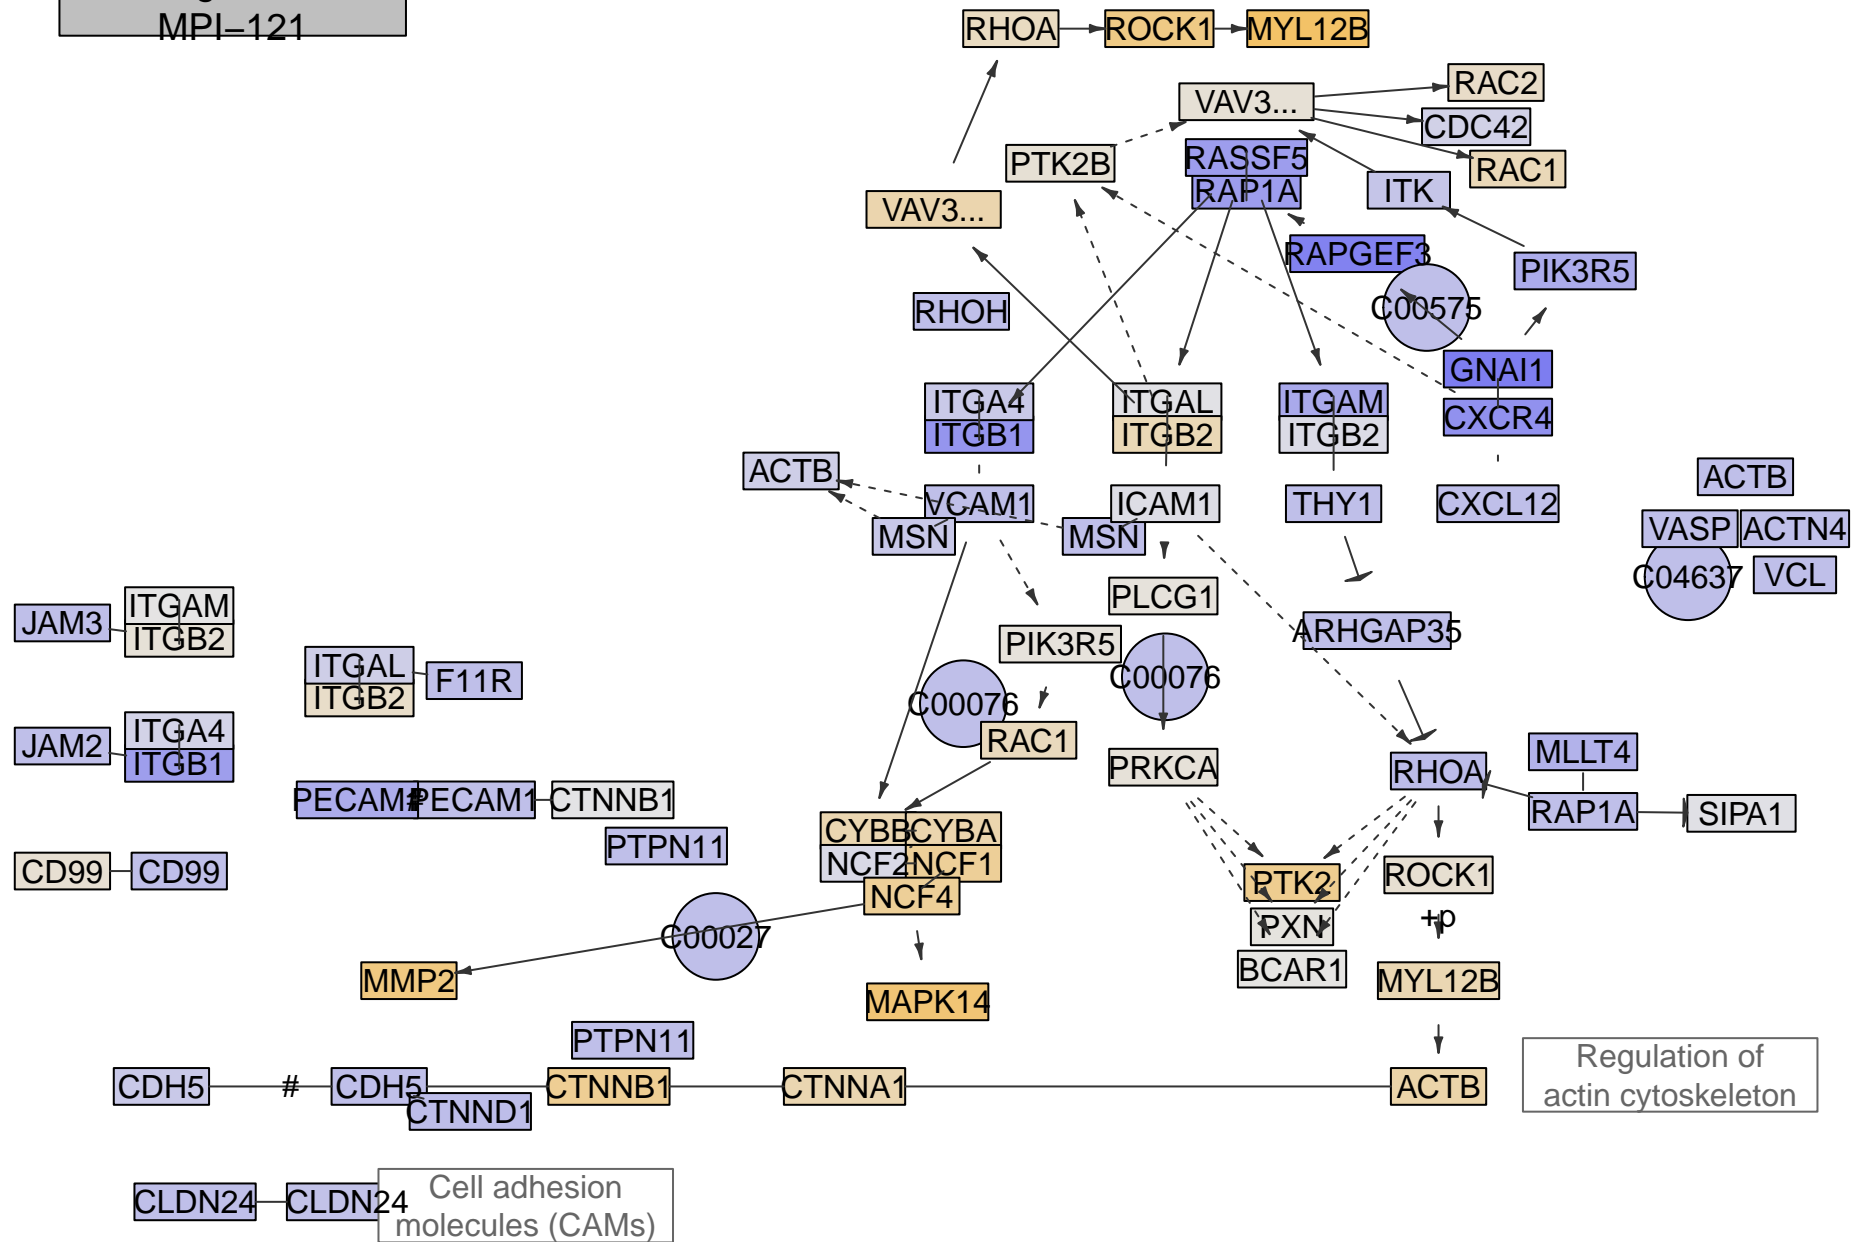 MPI−121
RHOA
ROCK1
MYL12B
RAC2
VAV3...
CDC42
RASSF5
PTK2B
RAC1
RAP1A
ITK
VAV3...
RAPGEF3
PIK3R5
RHOH
C00575
GNAI1
ITGA4
ITGAL
ITGAM
CXCR4
ITGB1
ITGB2
ITGB2
ACTB
ACTB
VCAM1
ICAM1
THY1
CXCL12
MSN
MSN
VASP
ACTN4
C04637
VCL
PLCG1
JAM3
ITGAM
ITGB2
ARHGAP35
PIK3R5
ITGAL
ITGB2
F11R
C00076
C00076
JAM2
ITGA4
ITGB1
RAC1
PRKCA
RHOA
MLLT4
PECAM1
#
PECAM1
CTNNB1
RAP1A
SIPA1
CYBB
CYBA
PTPN11
NCF2
NCF1
CD99
CD99
NCF4
PTK2
ROCK1
+p
PXN
C00027
BCAR1
MMP2
MYL12B
MAPK14
PTPN11
Regulation of
actin cytoskeleton
CDH5
#
CDH5
CTNNB1
CTNNA1
ACTB
CTNND1
CLDN24
CLDN24
Cell adhesion
molecules (CAMs)